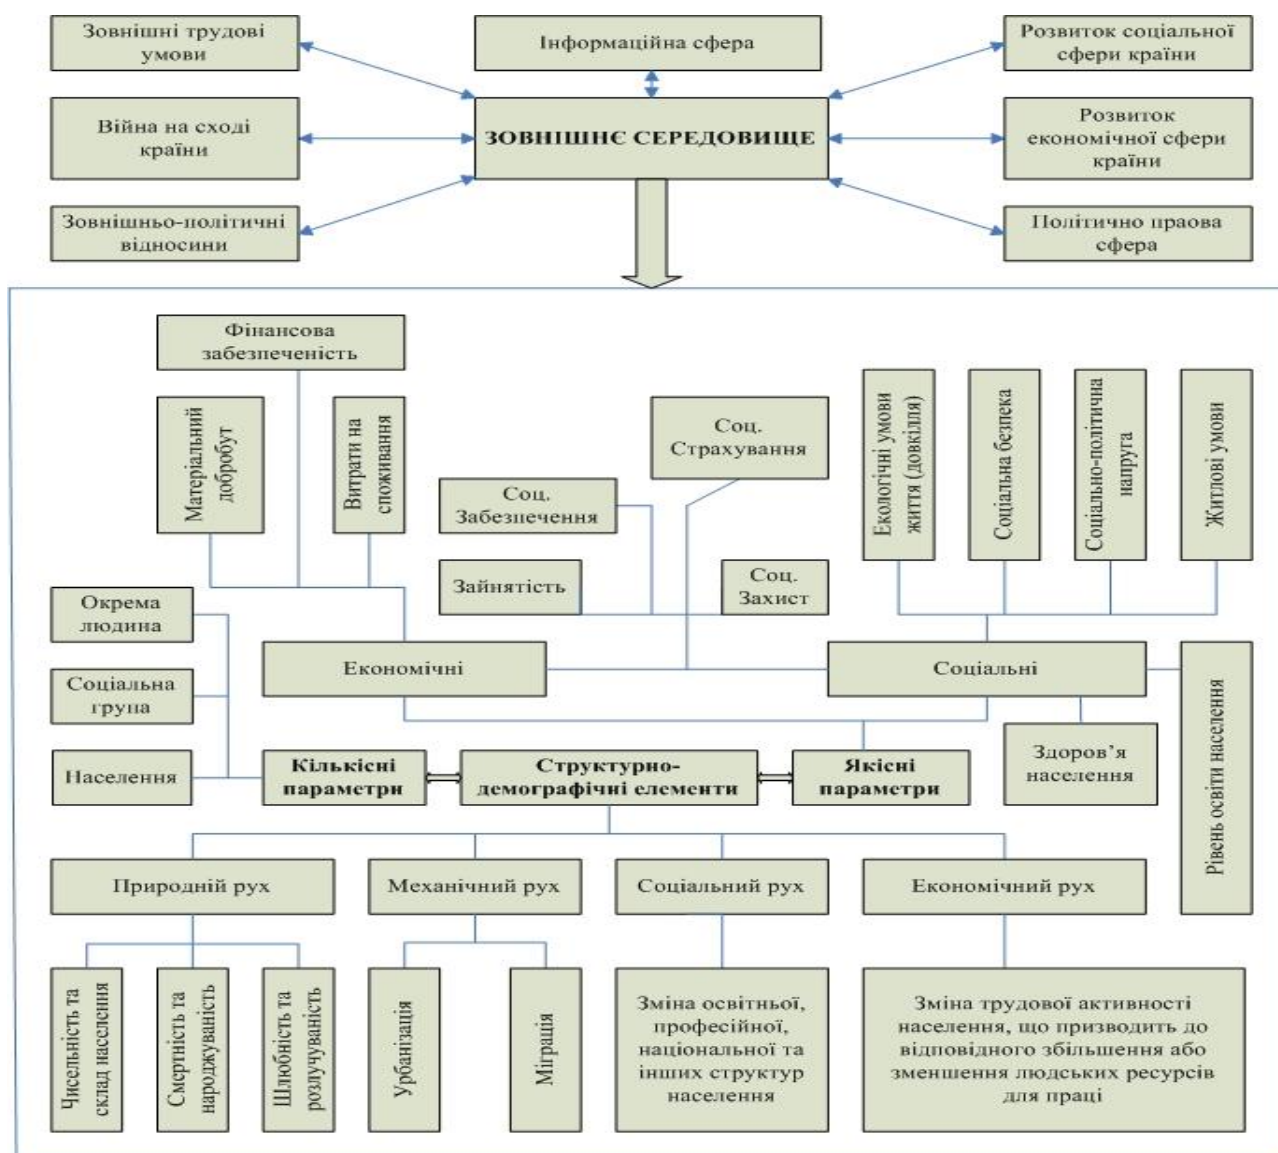 Зовнішні трудові
умови
Інформаційна сфера
Розвиток соціальної
сфери країни
Війна на сході
країни
ЗОВНІШНЄ СЕРЕДОВИЩЕ
Розвиток
економічної сфери
країни
Зовнішньо-політичні
відносини
Політично праова
сфера
Фінансова
забезпеченість
Матеріальний
добробут
Витрати на
споживання
Соц.
Страхування
Екологічні умови
життя (довкілля)
Соціальна безпека
Соціально-політична
напруга
Житлові умови
Соц.
Забезпечення
Зайнятість
Соц.
Захист
Окрема
людина
Економічні
Соціальні
Рівень освіти населення
Соціальна
група
Населення
Кількісні
параметри
Структурно-
демографічні елементи
Якісні
параметри
Здоров’я
населення
Природній рух
Механічний рух
Соціальний рух
Економічний рух
Чисельність та
склад населення
Смертність та
народжуваність
Шлюбність та
розлучуваність
Урбанізація
Міграція
Зміна освітньої,
професійної,
національної та
інших структур
населення
Зміна трудової активності
населення, що призводить до
відповідного збільшення або
зменшення людських ресурсів
для праці